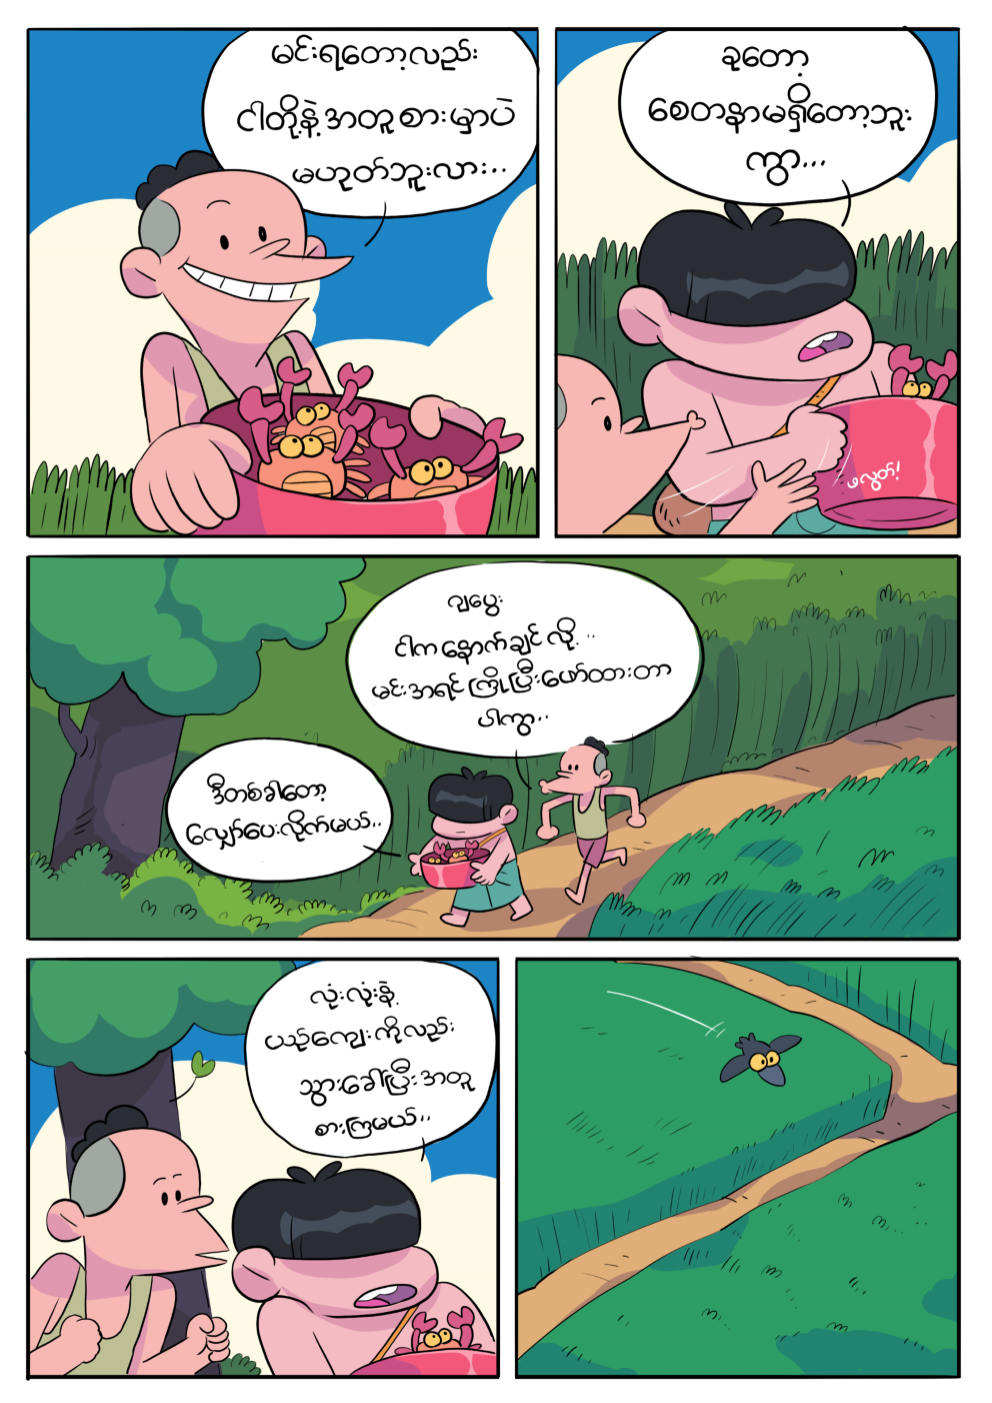 မင်းရတော့လည်း
ငါတို့နဲ့အတူစားမှာပဲ
မဟုတ်ဘူးလား..
ခုတော့
စေတနာမရှိတော့ဘူး
ကွာ...
ဖလွတ်!
ဂျပွေး
ငါက နောက်ချင်လို့..
မင်းအရင်ကြိုပြီးဖော်ထားတာ
ပါကွာ..
ဒီတစ်ခါတော့
လျှော်ပေးလိုက်မယ်..
လုံးလုံးနဲ့
ယဉ်ကျေးကိုလည်း
သွားခေါ်ပြီးအတူ
စားကြမယ်..